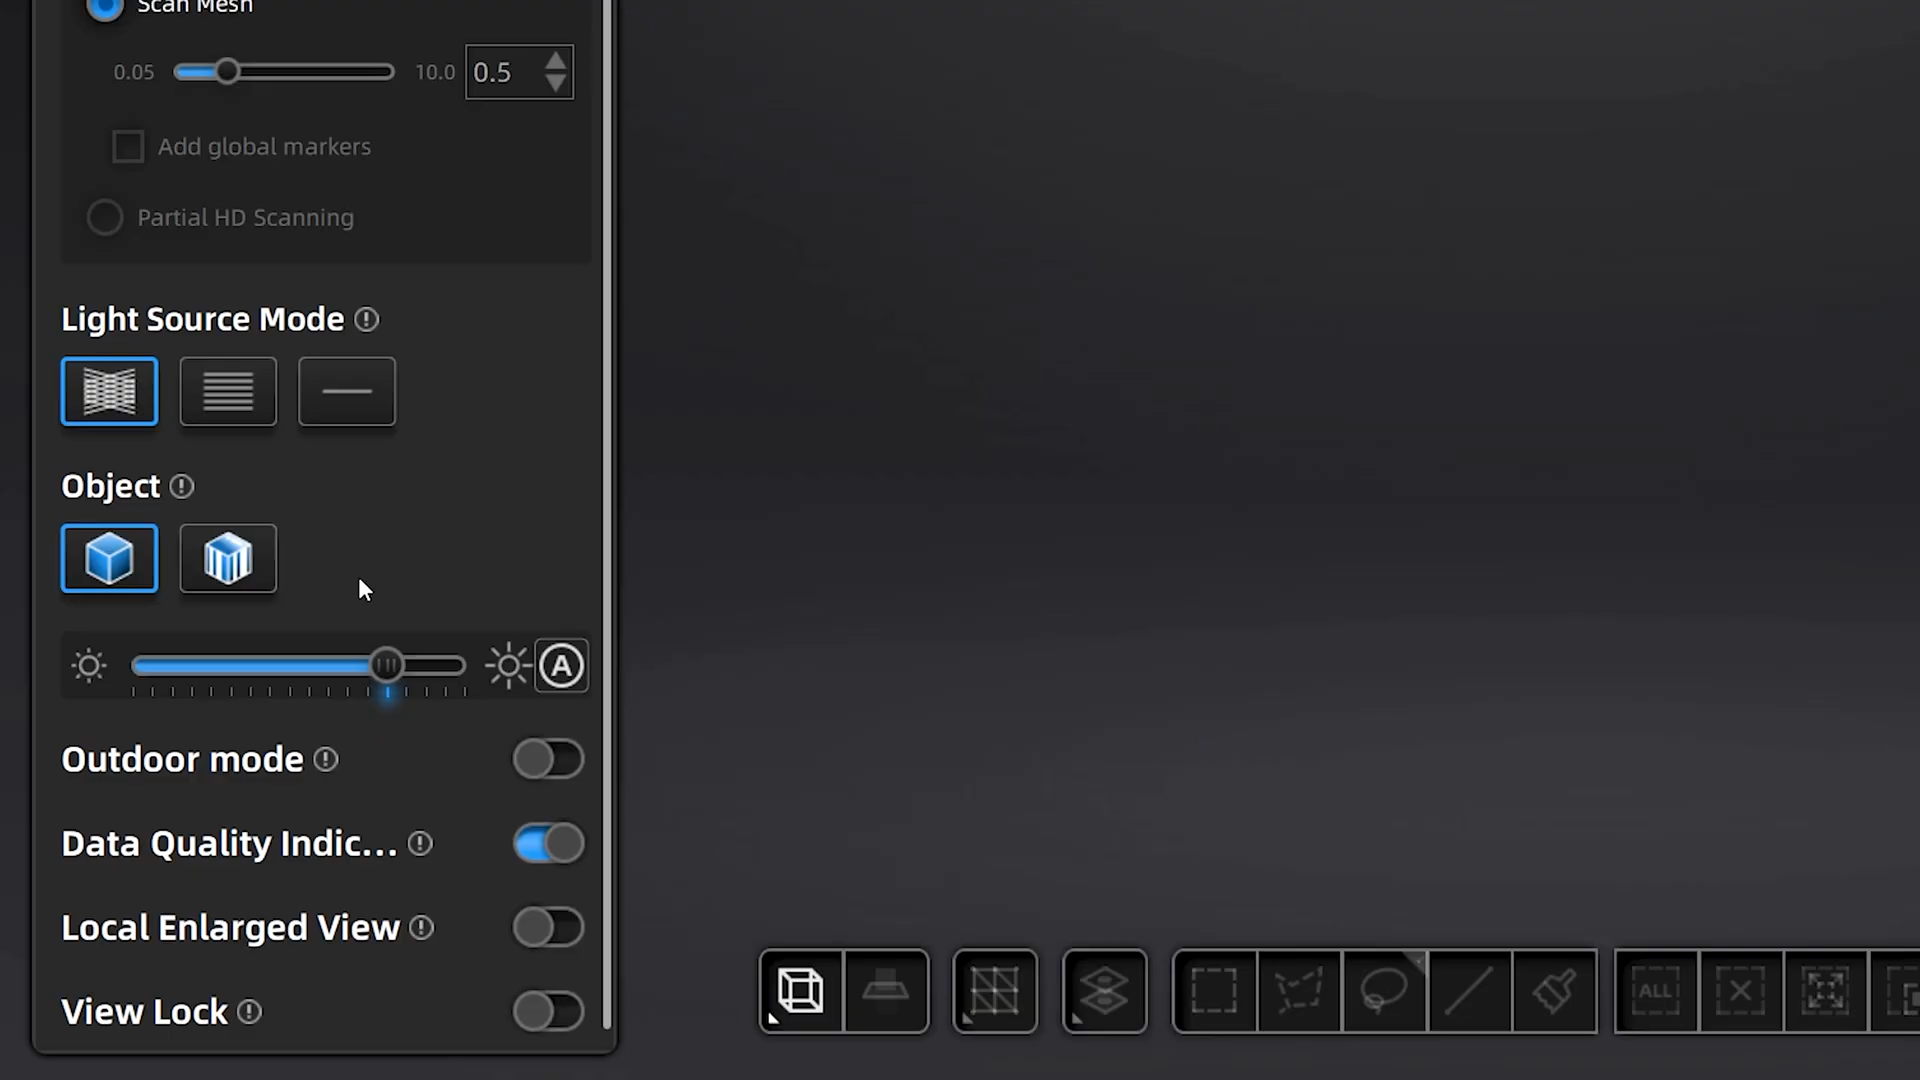 Scan Mesh
0.05 10.0 0.5
Add global markers
Partial HD Scanning
Light Source Mode
Object
A
Outdoor mode
Data Quality Indic...
Local Enlarged View
View Lock
ALL